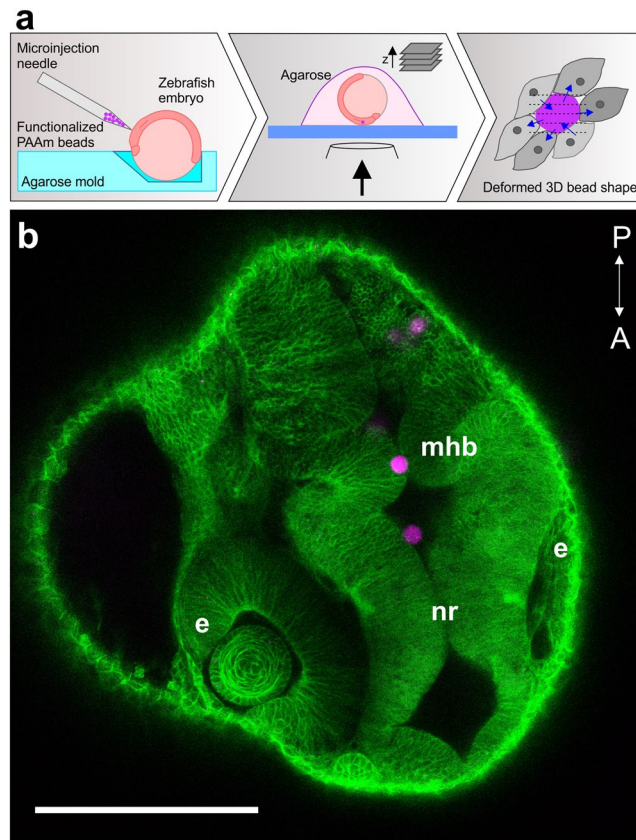 a
Microinjection
needle
Zebrafish
embryo
Functionalized
PAAm beads
Agarose mold
Agarose
z
Deformed 3D bead shape
b
P
A
mhb
e
e
nr